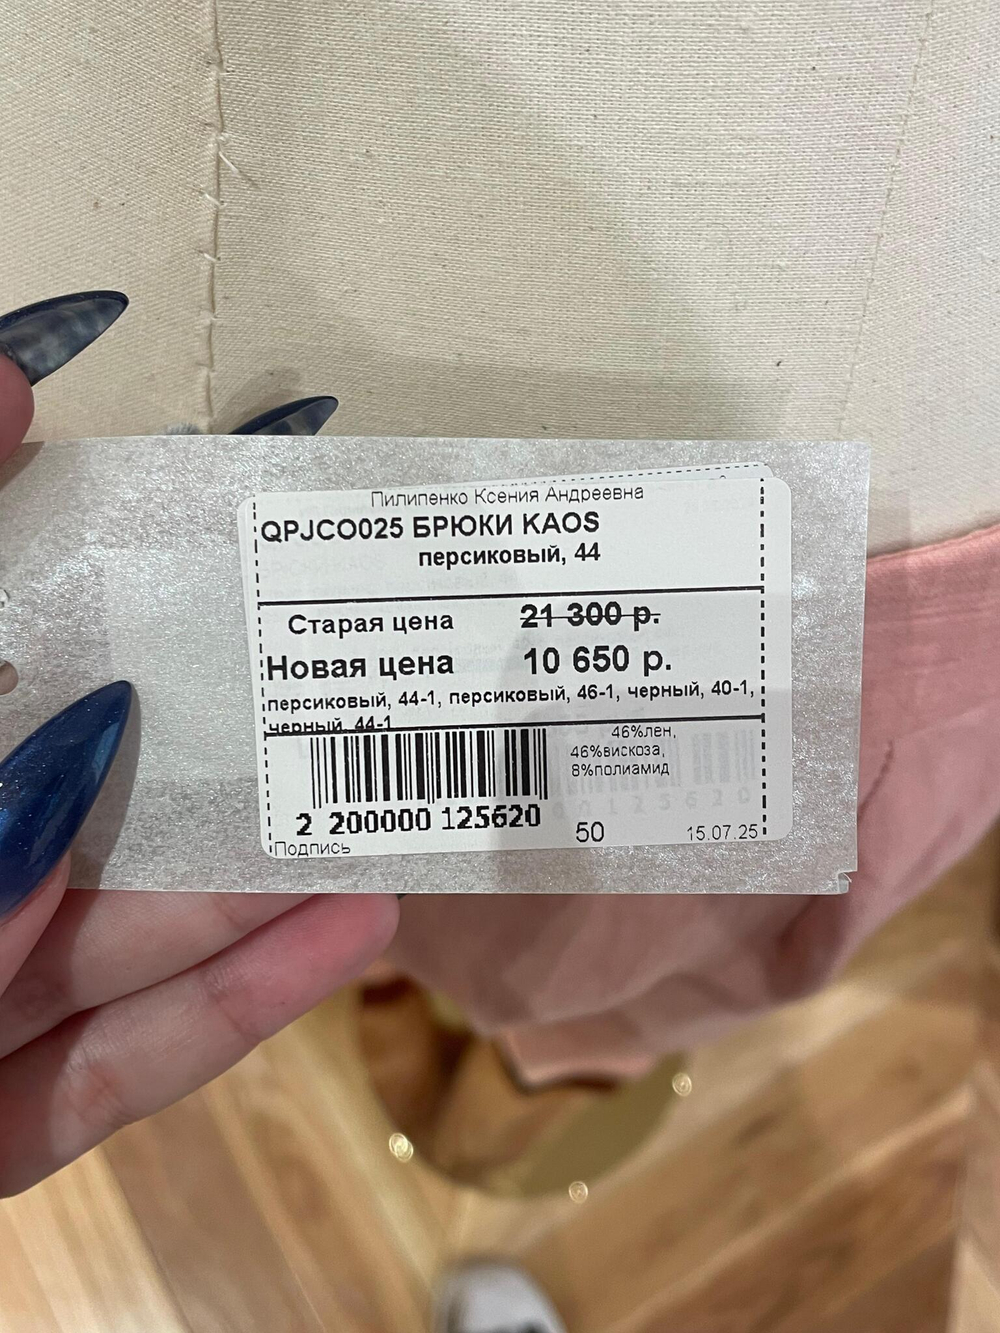 Пилипенко Ксения Андреевна
QPJCO025 БРЮКИ KAOS
персиковый, 44
Старая цена 21 300 р.
Новая цена 10 650 р.
персиковый, 44-1, персиковый, 46-1, черный, 40-1,
черный, 44-1
46%лен,
46%вискоза,
8%полиамид
2 200000 125620
50
15.07.25
Подпись